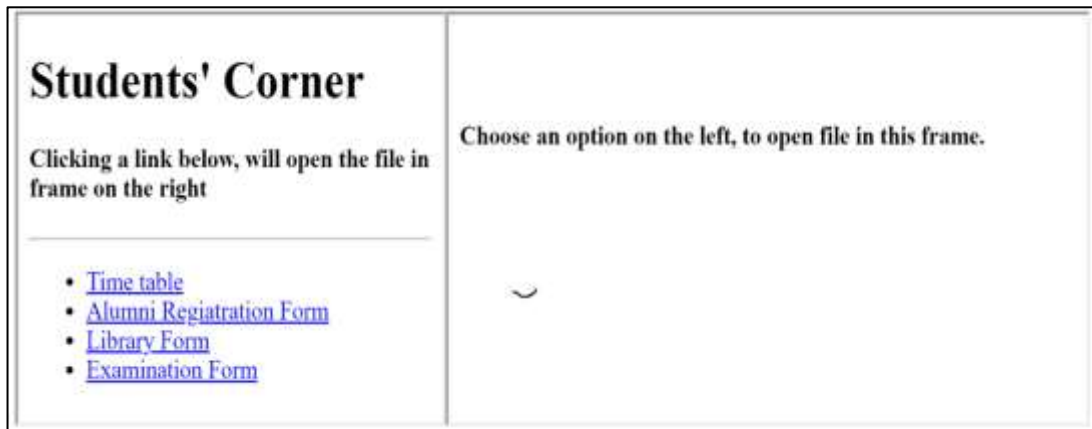 Students' Corner
Clicking a link below, will open the file in
frame on the right
Time table
Alumni Regiatration Form
Library Form
Examination Form
Choose an option on the left, to open file in this frame.